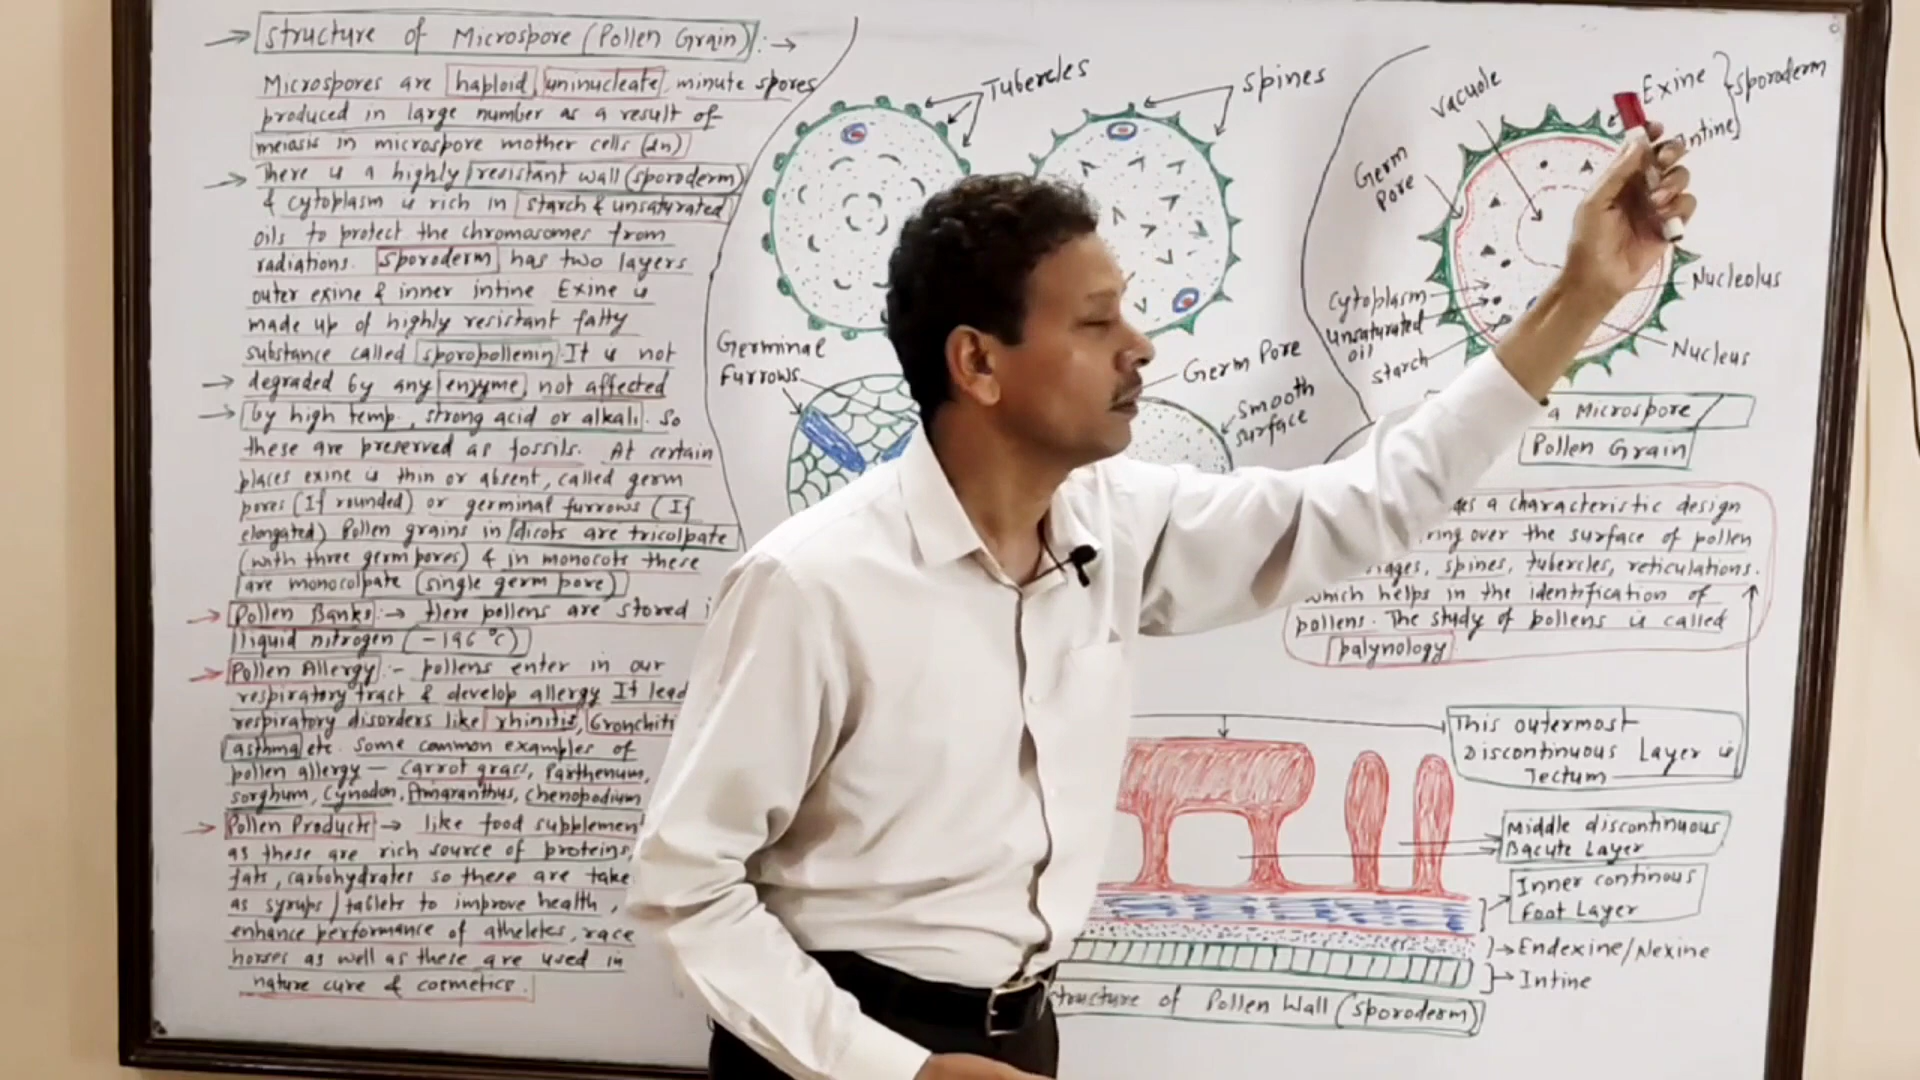 Structure of Microspore (Pollen Grain) :→
Microspores are haploid, uninucleate, minute spores
produced in large number as a result of
meiosis in microspore mother cells (2n)
There is a highly resistant wall (sporoderm)
& cytoplasm is rich in starch & unsaturated
oils to protect the chromosomes from
radiations. Sporoderm has two layers
outer exine & inner intine Exine is
made up of highly resistant fatty
substance called sporopollenin. It is not
degraded by any enzyme, not affected
by high temp., strong acid or alkali. So
these are preserved as fossils. At certain
places exine is thin or absent, called germ
pores (If rounded) or germinal furrows (If
elongated) Pollen grains in dicots are tricolpate
(with three germ pores) & in monocots these
are monocolpate (single germ pore)
Pollen Banks :→ Here pollens are stored i
liquid nitrogen (-196 °C)
Pollen Allergy :- pollens enter in our
respiratory tract & develop allergy It lead
respiratory disorders like rhinitis, bronchiti
asthma etc. Some common examples of
pollen allergy — Carrot grass, Parthenum,
Sorghum, Cynodon, Amaranthus, Chenopodium
Pollen Products → like food supplemen
as these are rich source of proteins,
fats, carbohydrates so these are take
as syrups / tablets to improve health,
enhance performance of atheletes, race
horses as well as these are used in
nature cure & cosmetics.
Tubercles
Spines
Germinal
Furrows
Germ Pore
Smooth
surface
Vacuole
Exine
Intine
Sporoderm
Germ
Pore
Cytoplasm
unsaturated
oil
Starch
Nucleolus
Nucleus
a Microspore
Pollen Grain
a characteristic design
ring over the surface of pollen
spines, tubercles, reticulations.
which helps in the identification of
pollens. The study of pollens is called
palynology
This outermost
Discontinuous Layer is
Tectum
Middle discontinuous
Bacute Layer
Inner continous
Foot Layer
Endexine/Nexine
Intine
Structure of Pollen Wall (Sporoderm)